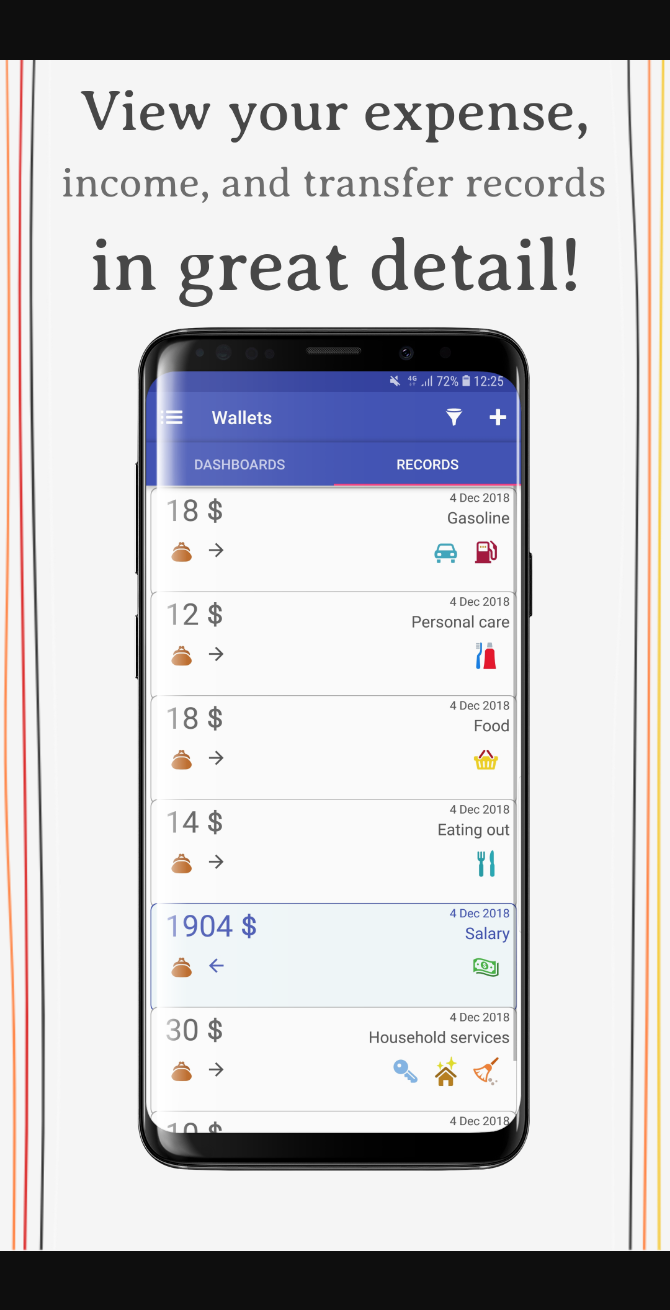 View your expense,
income, and transfer records
in great detail!
4G 72% 12:25
Wallets
DASHBOARDS RECORDS
18 $ 4 Dec 2018
Gasoline
12 $ 4 Dec 2018
Personal care
18 $ 4 Dec 2018
Food
14 $ 4 Dec 2018
Eating out
1904 $ 4 Dec 2018
Salary
30 $ 4 Dec 2018
Household services
4 Dec 2018